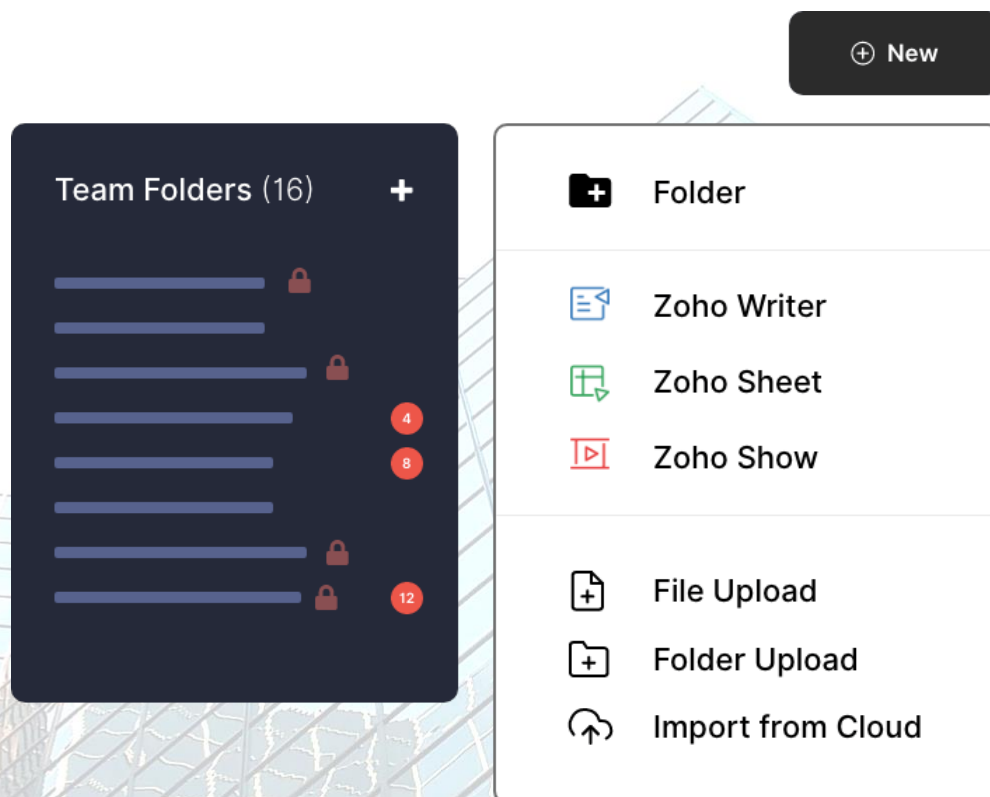 New
Team Folders (16)
4
8
12
Folder
Zoho Writer
Zoho Sheet
Zoho Show
File Upload
Folder Upload
Import from Cloud